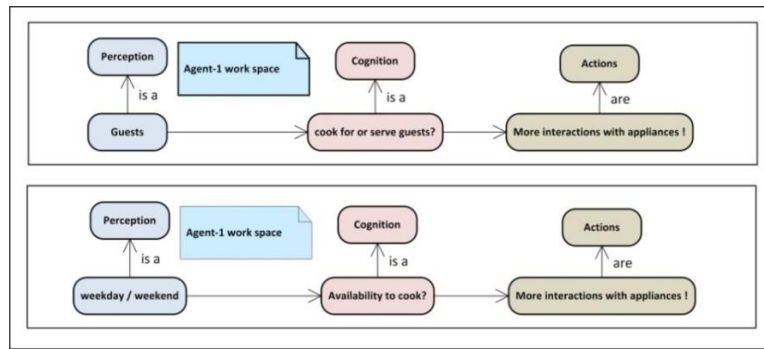 Perception
Agent-1 work space
Cognition
Actions
is a
is a
are
Guests
cook for or serve guests?
More interactions with appliances !
Perception
Agent-1 work space
Cognition
Actions
is a
is a
are
weekday / weekend
Availability to cook?
More interactions with appliances !